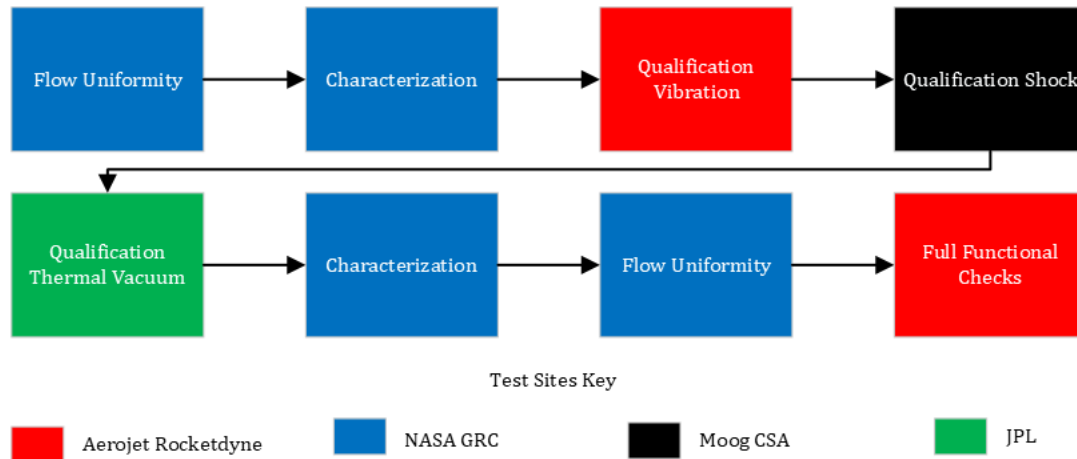 Flow Uniformity
Characterization
Qualification
Vibration
Qualification Shock
Qualification
Thermal Vacuum
Characterization
Flow Uniformity
Full Functional
Checks
Test Sites Key
Aerojet Rocketdyne
NASA GRC
Moog CSA
JPL